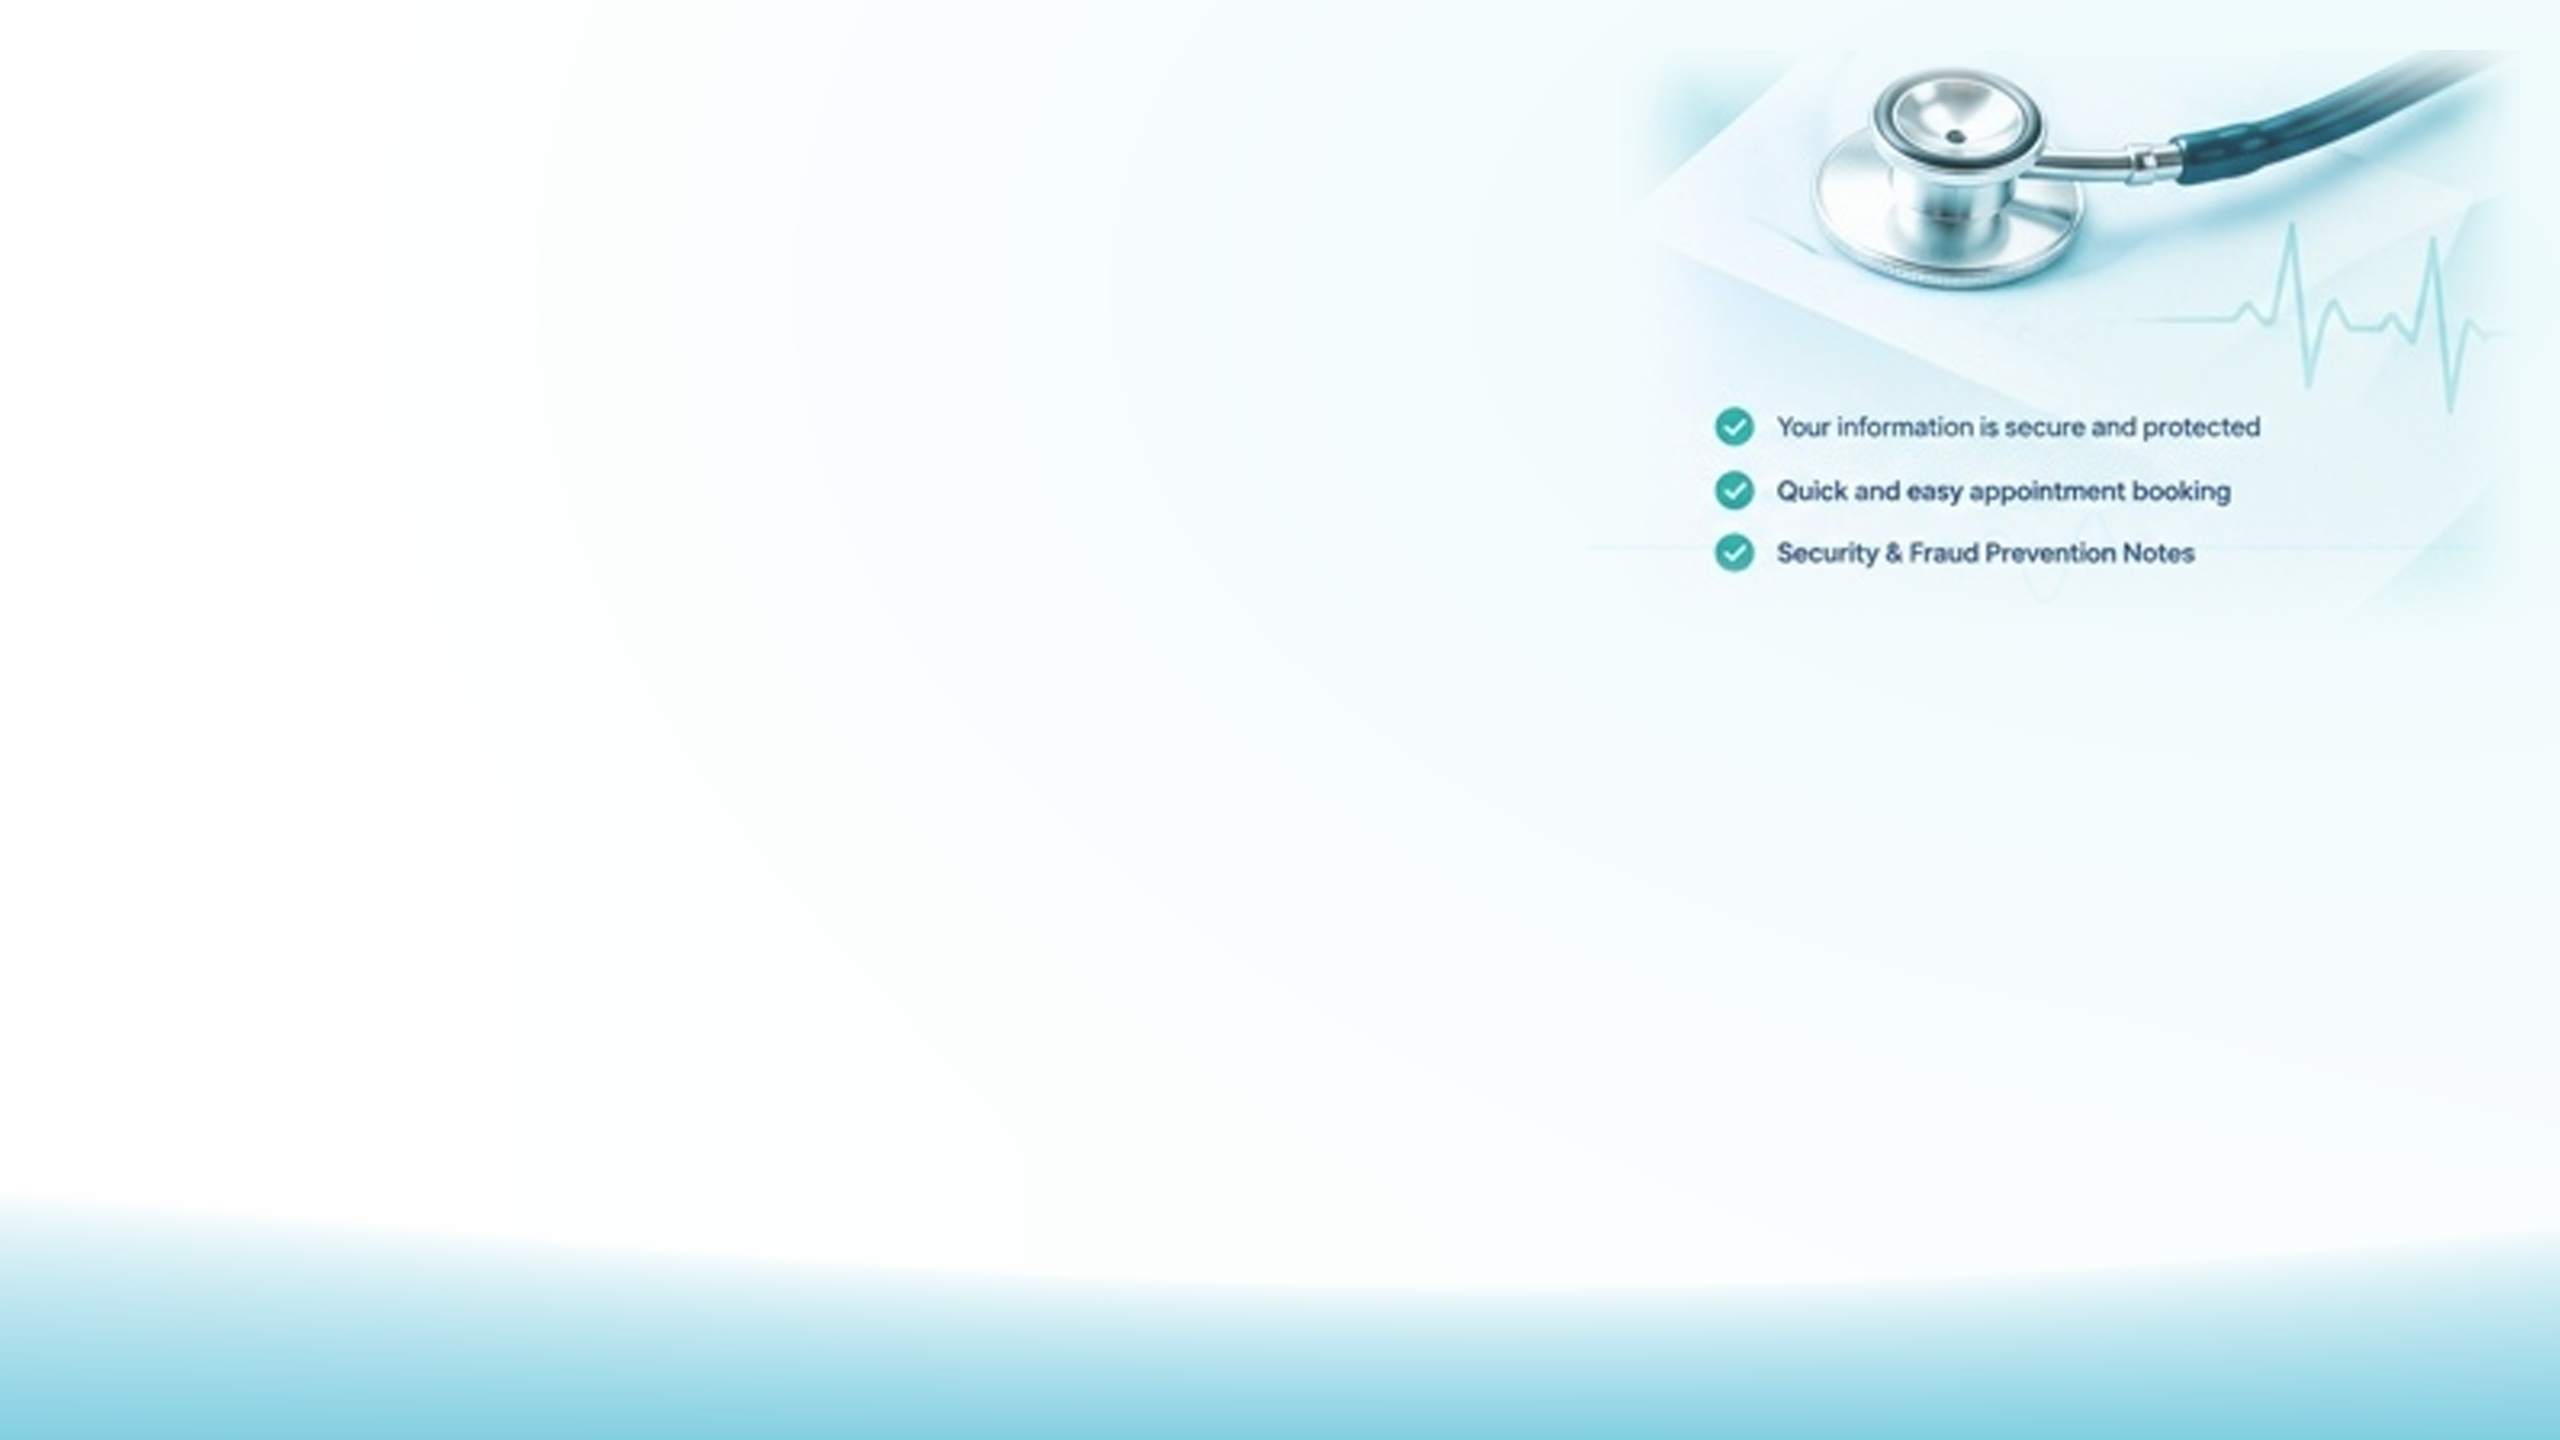 Your information is secure and protected
Quick and easy appointment booking
Security & Fraud Prevention Notes